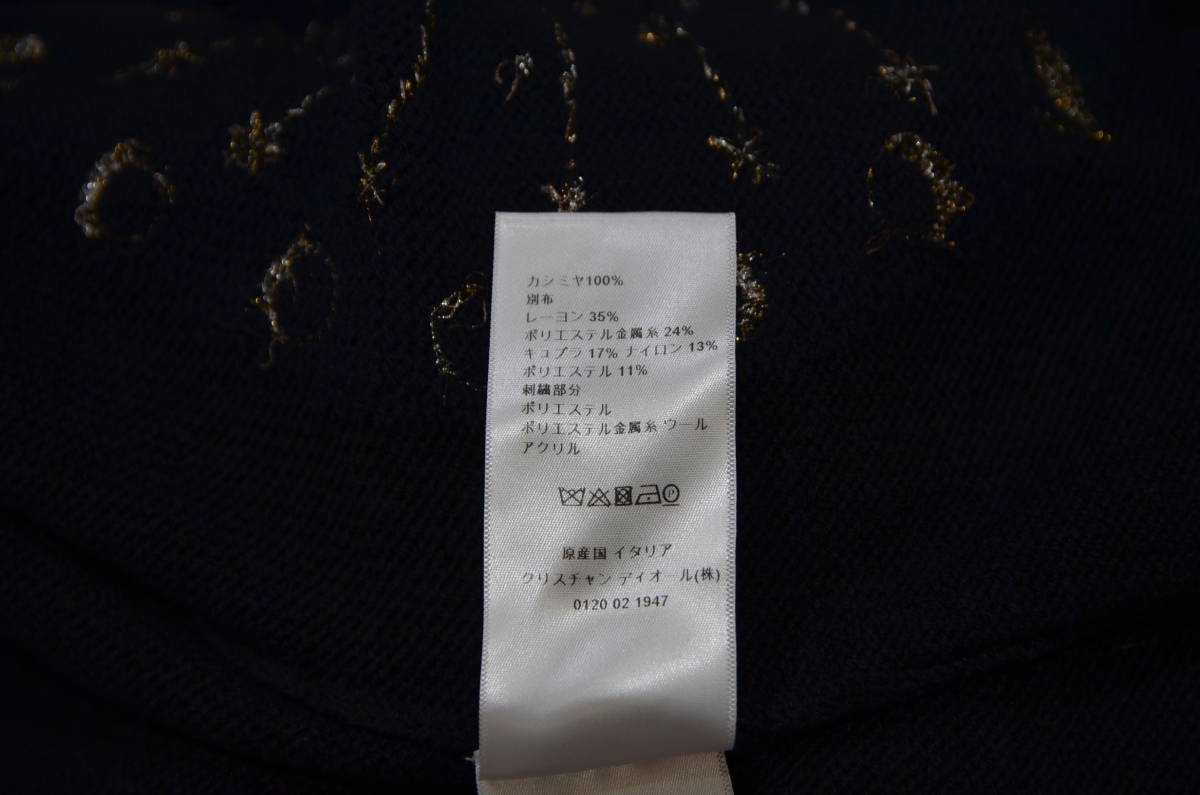 カシミヤ100%
別布
レーヨン 35%
ポリエステル金属糸 24%
キュプラ 17% ナイロン 13%
ポリエステル 11%
刺繍部分
ポリエステル
ポリエステル金属糸 ウール
アクリル
P
原産国 イタリア
クリスチャン ディオール(株)
0120 02 1947